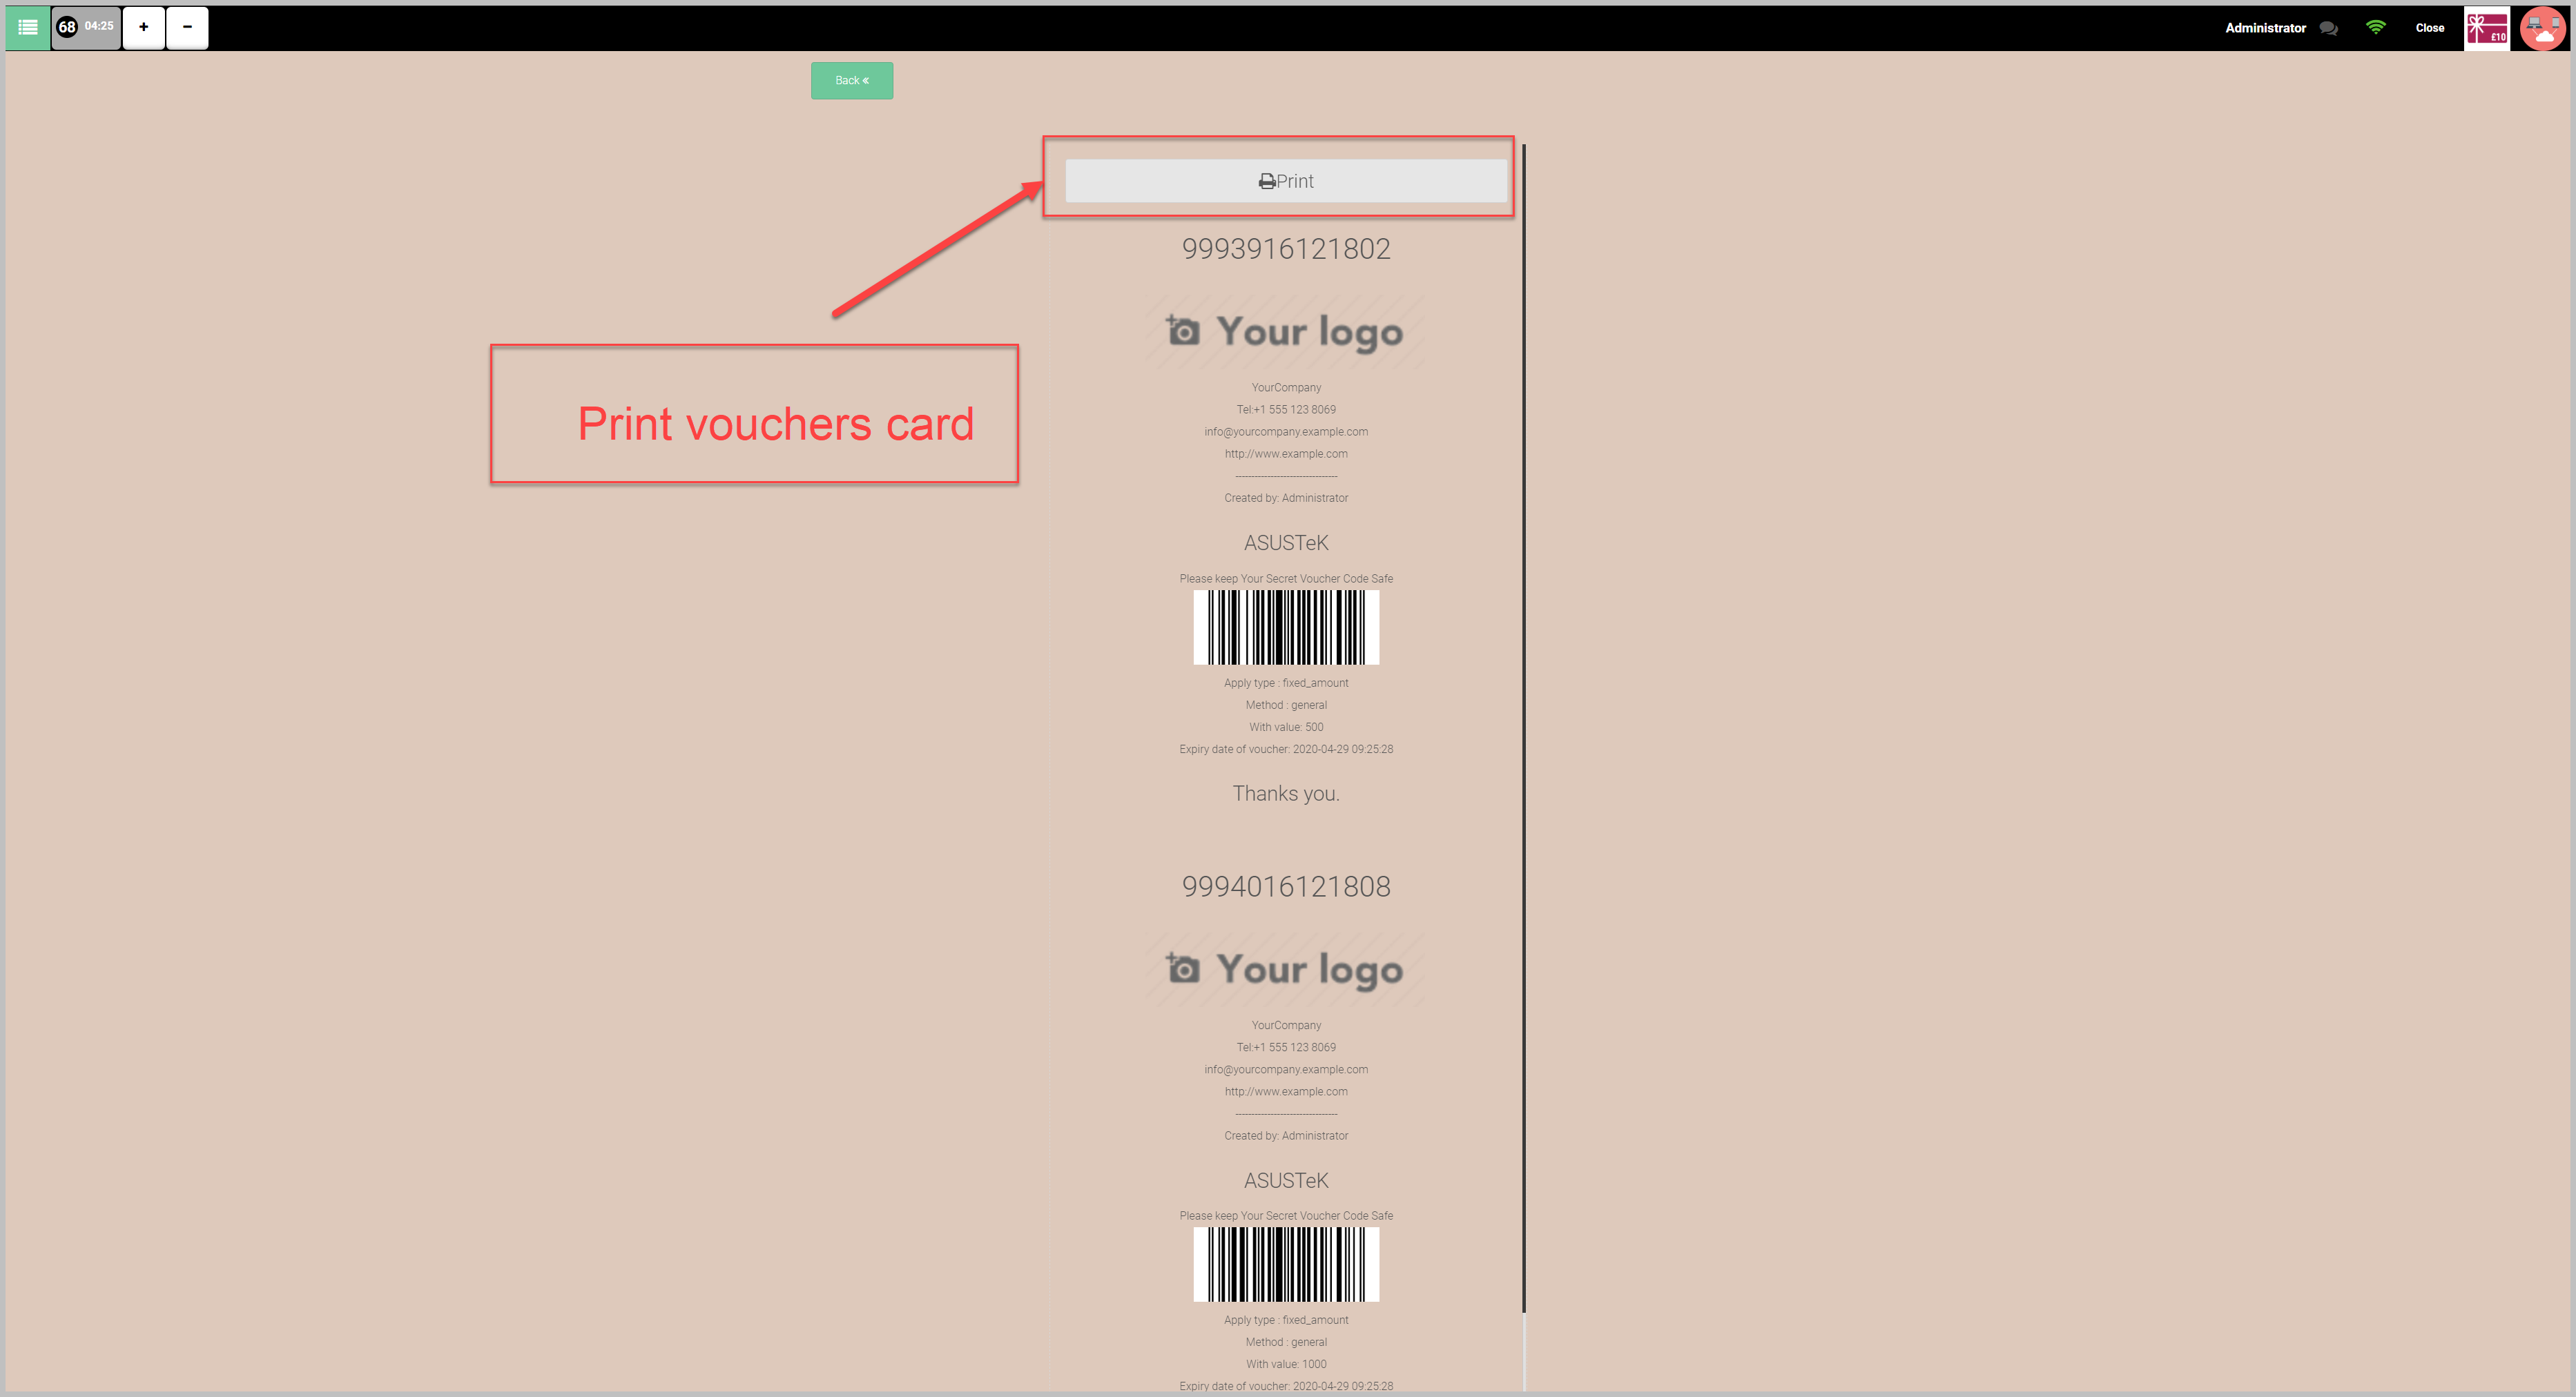 68 04:25 + -
Administrator
Close
£10
Back «
Print
Print vouchers card
9993916121802
Your logo
YourCompany
Tel:+1 555 123 8069
info@yourcompany.example.com
http://www.example.com
--------------------------------
Created by: Administrator
ASUSTeK
Please keep Your Secret Voucher Code Safe
Apply type : fixed_amount
Method : general
With value: 500
Expiry date of voucher: 2020-04-29 09:25:28
Thanks you.
9994016121808
Your logo
YourCompany
Tel:+1 555 123 8069
info@yourcompany.example.com
http://www.example.com
--------------------------------
Created by: Administrator
ASUSTeK
Please keep Your Secret Voucher Code Safe
Apply type : fixed_amount
Method : general
With value: 1000
Expiry date of voucher: 2020-04-29 09:25:28